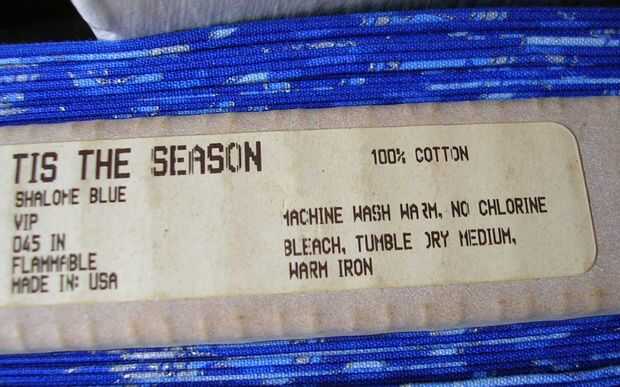 TIS THE SEASON
SHALOME BLUE
VIP
D45 IN
FLAMMABLE
MADE IN: USA
100% COTTON
MACHINE WASH WARM, NO CHLORINE
BLEACH, TUMBLE DRY MEDIUM,
WARM IRON